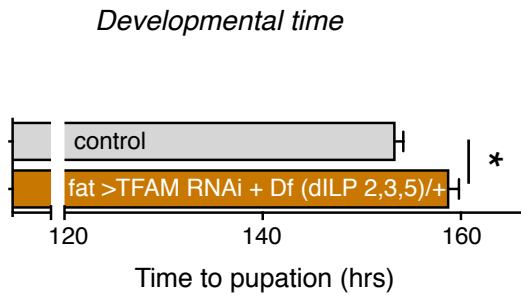 Developmental time
control
*
fat >TFAM RNAi + Df (dILP 2,3,5)/+
120 140 160
Time to pupation (hrs)